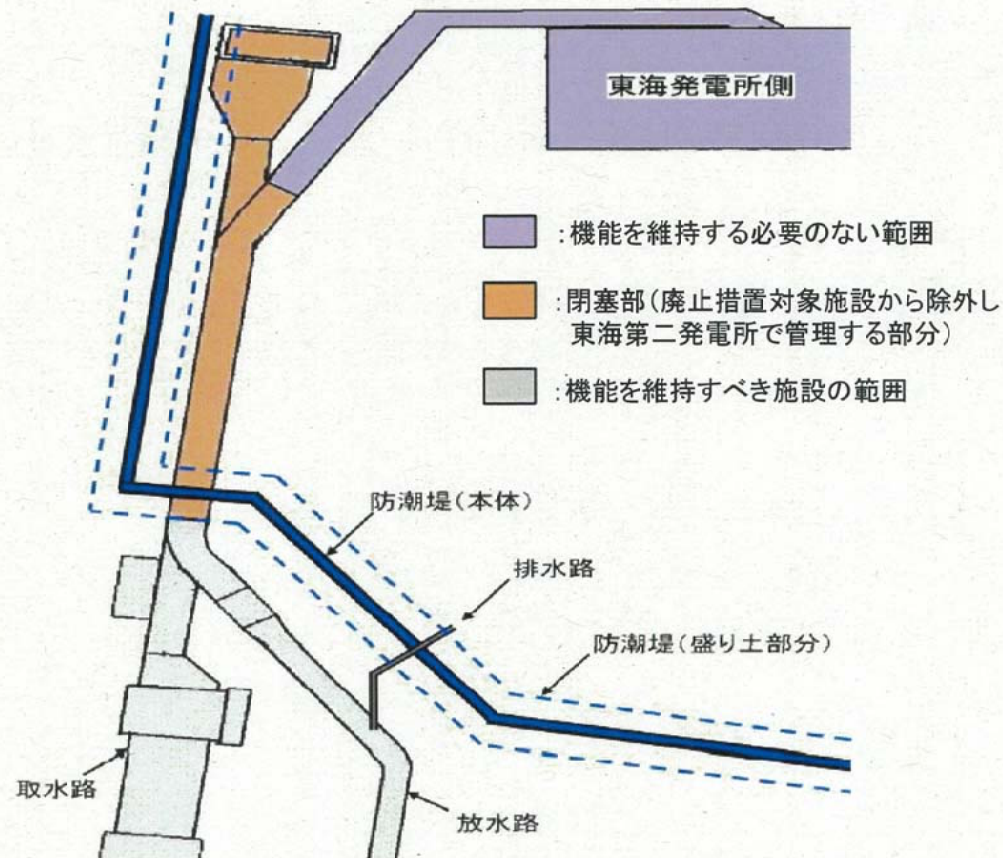 東海発電所側
：機能を維持する必要のない範囲
：閉塞部（廃止措置対象施設から除外し
東海第二発電所で管理する部分）
：機能を維持すべき施設の範囲
防潮堤（本体）
排水路
防潮堤（盛り土部分）
取水路
放水路